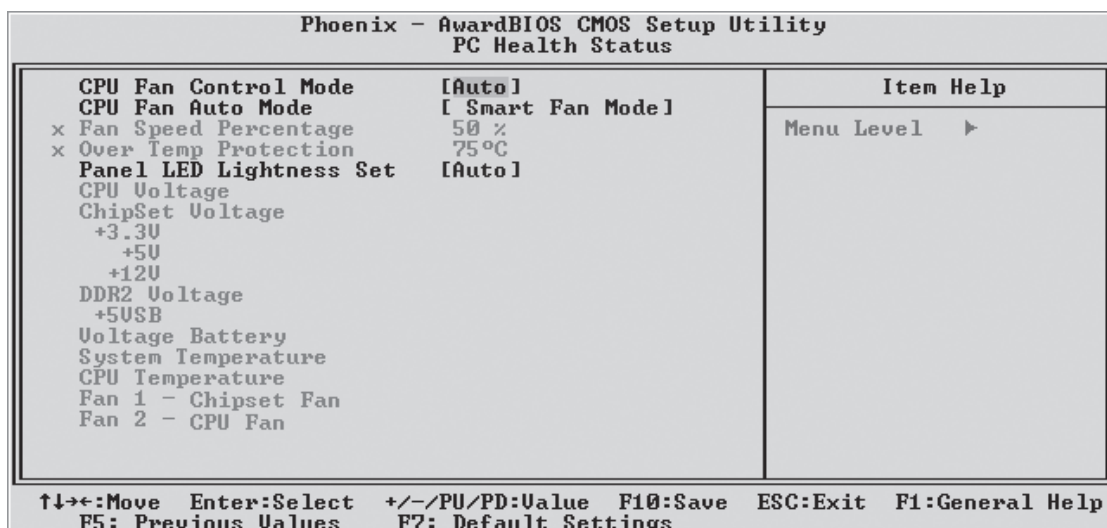 Phoenix - AwardBIOS CMOS Setup Utility
PC Health Status
CPU Fan Control Mode [Auto]
CPU Fan Auto Mode [ Smart Fan Mode]
x Fan Speed Percentage 50 %
x Over Temp Protection 75°C
Panel LED Lightness Set [Auto]
CPU Voltage
ChipSet Voltage
+3.3V
+5V
+12V
DDR2 Voltage
+5VSB
Voltage Battery
System Temperature
CPU Temperature
Fan 1 - Chipset Fan
Fan 2 - CPU Fan
Item Help
Menu Level ►
↑↓→←:Move Enter:Select +/-/PU/PD:Value F10:Save ESC:Exit F1:General Help
F5: Previous Values F7: Default Settings